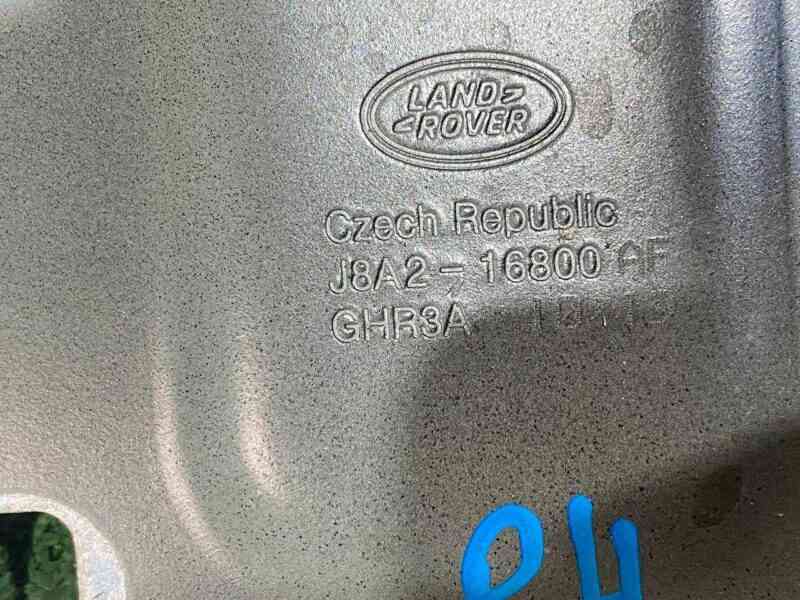 LAND
ROVER
Czech Republic
J8A2-16800 AF
GHR3A